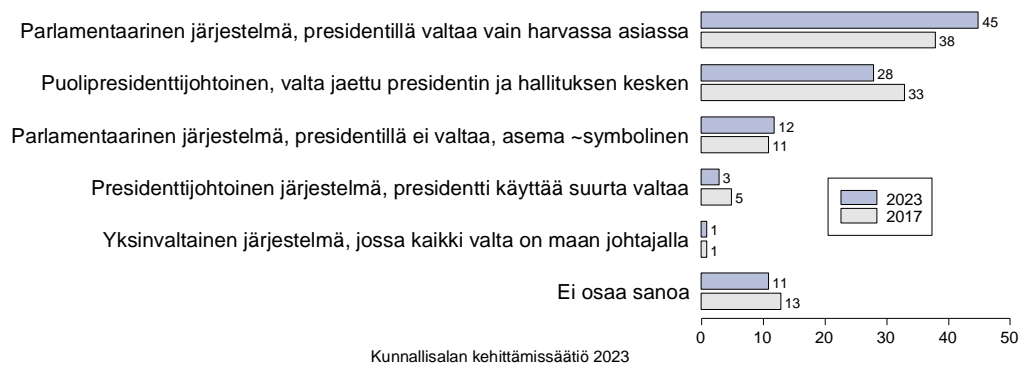 Parlamentaarinen järjestelmä, presidentillä valtaa vain harvassa asiassa 45
38
Puolipresidenttijohtoinen, valta jaettu presidentin ja hallituksen kesken 28
33
Parlamentaarinen järjestelmä, presidentillä ei valtaa, asema ~symbolinen 12
11
Presidenttijohtoinen järjestelmä, presidentti käyttää suurta valtaa 3
5
2023
2017
Yksinvaltainen järjestelmä, jossa kaikki valta on maan johtajalla 1
1
Ei osaa sanoa 11
13
0 10 20 30 40 50
Kunnallisalan kehittämissäätiö 2023